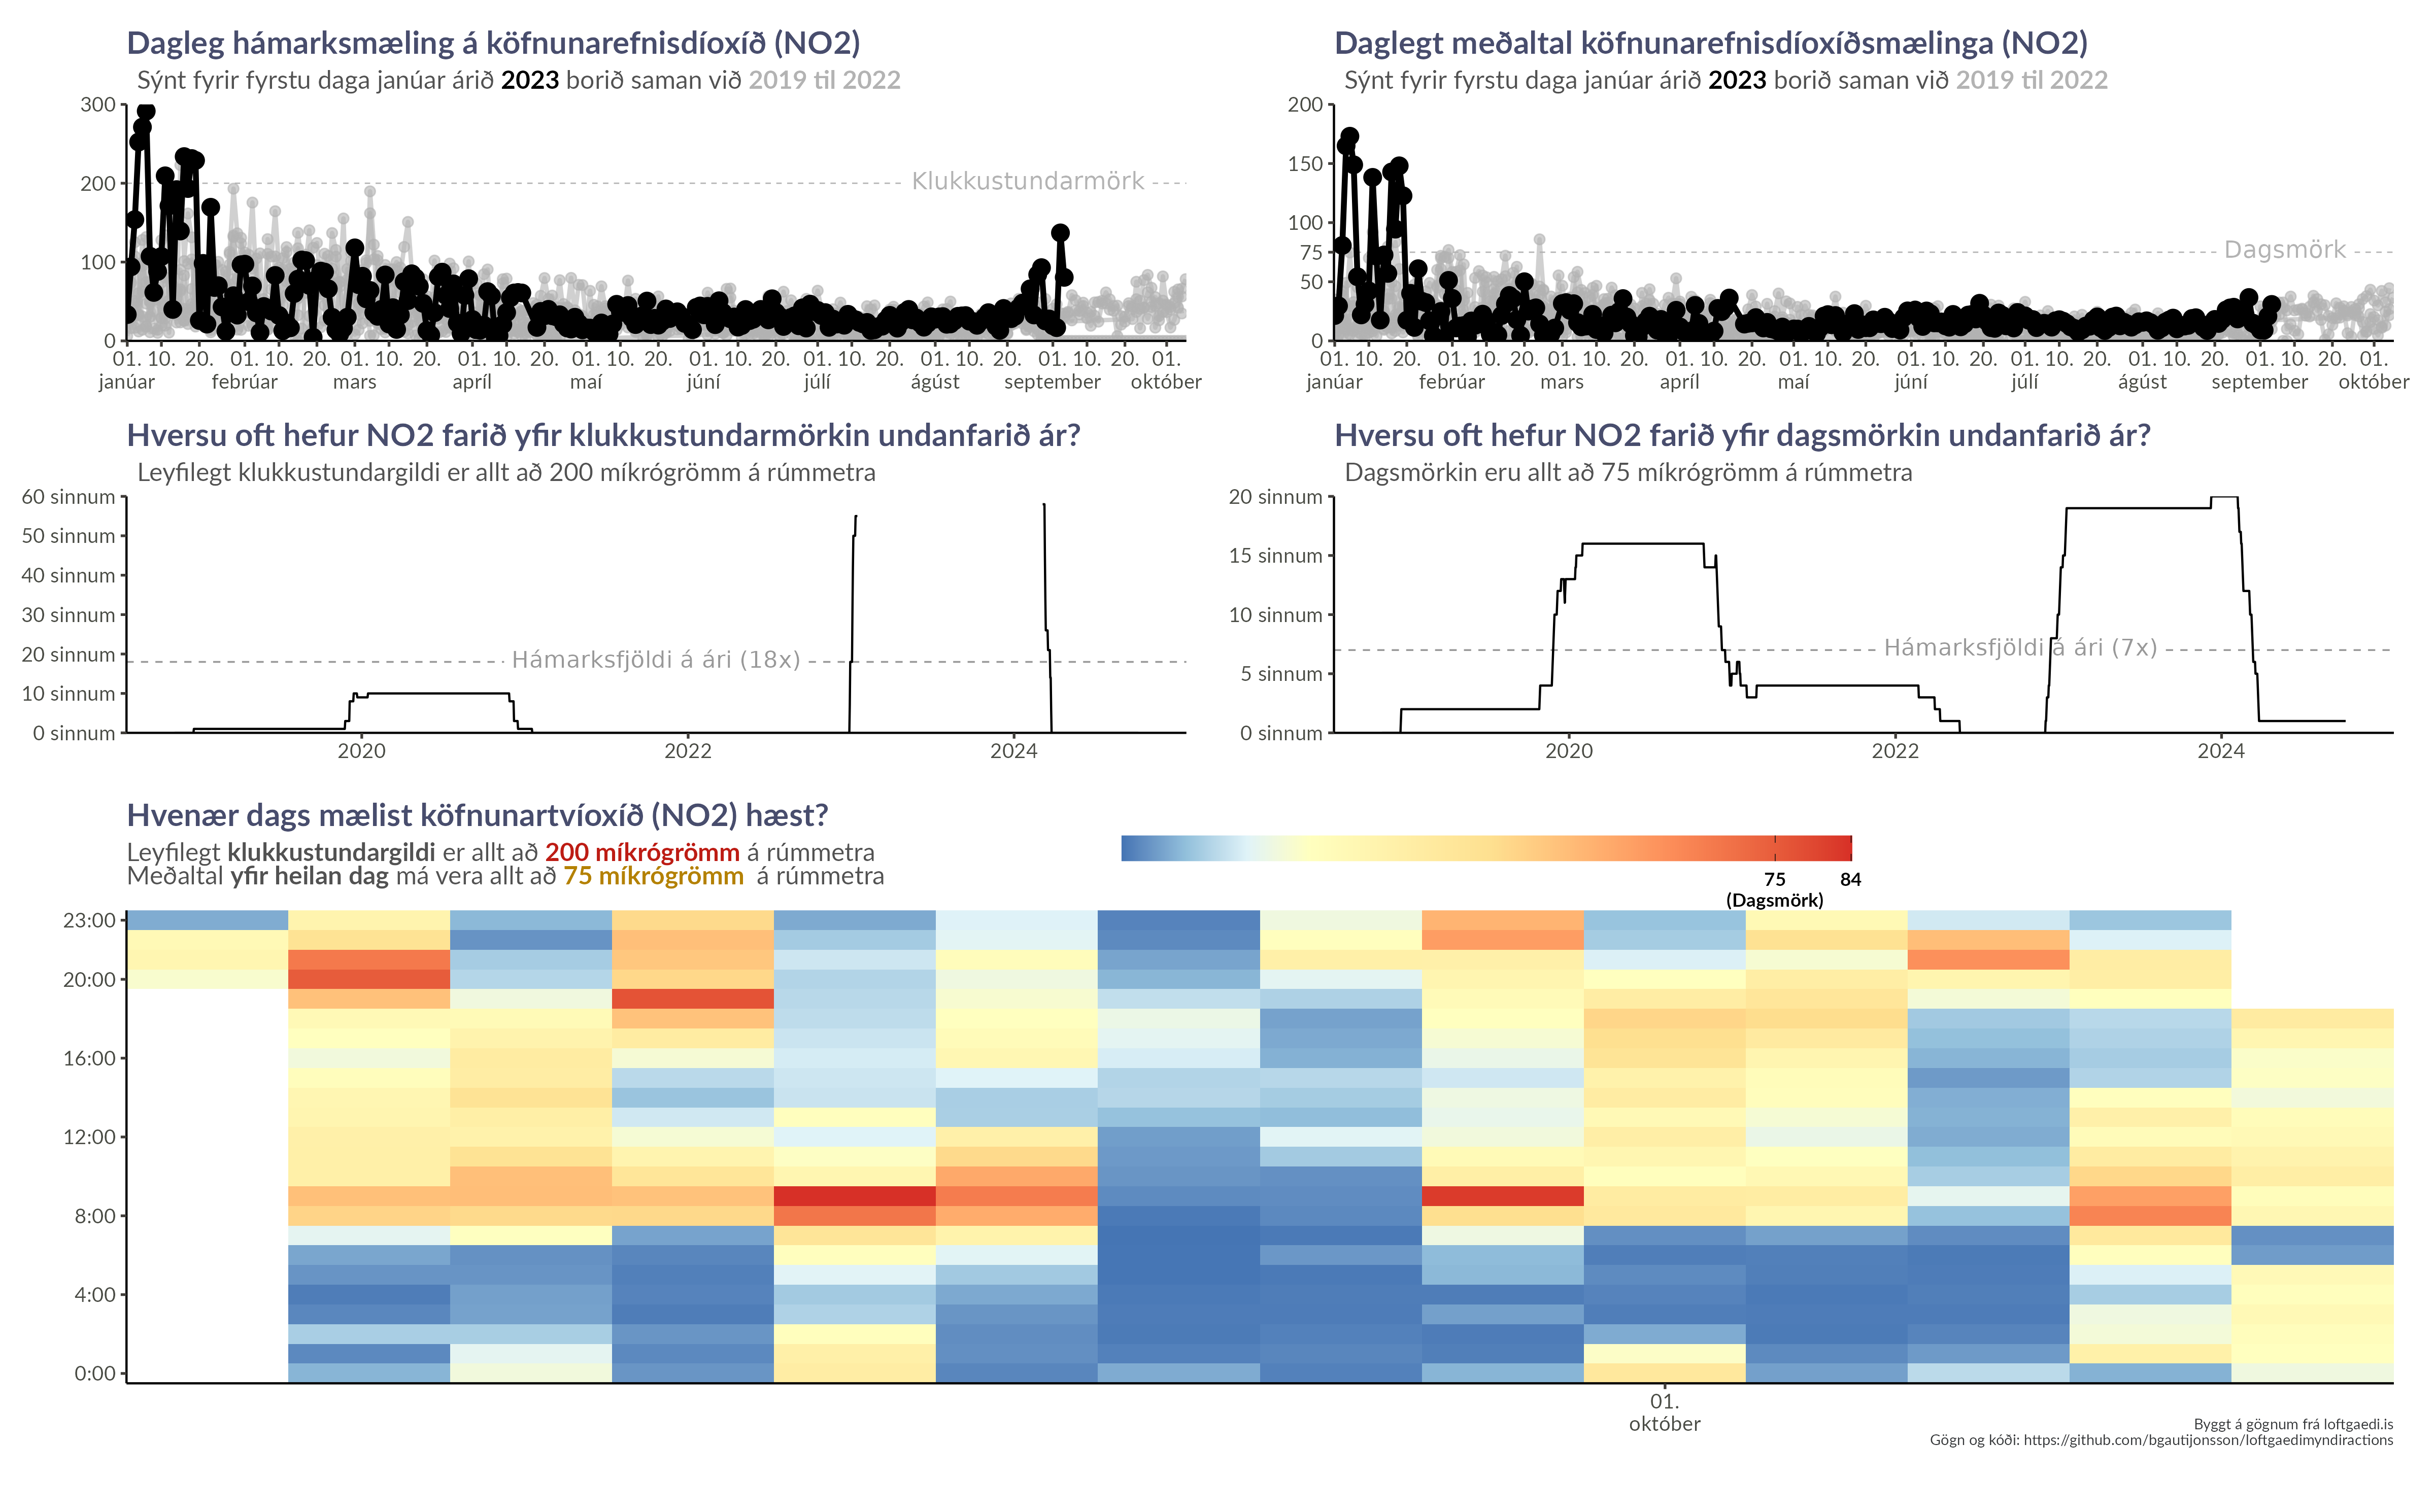 Dagleg hámarksmæling á köfnunarefnisdíoxíð (NO2)
Sýnt fyrir fyrstu daga janúar árið 2023 borið saman við 2019 til 2022
300
200
100
0
Klukkustundarmörk
01. 10. 20. 01. 10. 20. 01. 10. 20. 01. 10. 20. 01. 10. 20. 01. 10. 20. 01. 10. 20. 01. 10. 20. 01. 10. 20. 01.
janúar febrúar mars apríl maí júní júlí ágúst september október
Daglegt meðaltal köfnunarefnisdíoxíðsmælinga (NO2)
Sýnt fyrir fyrstu daga janúar árið 2023 borið saman við 2019 til 2022
200
150
100
75
50
0
Dagsmörk
01. 10. 20. 01. 10. 20. 01. 10. 20. 01. 10. 20. 01. 10. 20. 01. 10. 20. 01. 10. 20. 01. 10. 20. 01. 10. 20. 01.
janúar febrúar mars apríl maí júní júlí ágúst september október
Hversu oft hefur NO2 farið yfir klukkustundarmörkin undanfarið ár?
Leyfilegt klukkustundargildi er allt að 200 míkrógrömm á rúmmetra
60 sinnum
50 sinnum
40 sinnum
30 sinnum
20 sinnum
10 sinnum
0 sinnum
Hámarksfjöldi á ári (18x)
2020 2022 2024
Hversu oft hefur NO2 farið yfir dagsmörkin undanfarið ár?
Dagsmörkin eru allt að 75 míkrógrömm á rúmmetra
20 sinnum
15 sinnum
10 sinnum
5 sinnum
0 sinnum
Hámarksfjöldi á ári (7x)
2020 2022 2024
Hvenær dags mælist köfnunartvíoxíð (NO2) hæst?
Leyfilegt klukkustundargildi er allt að 200 míkrógrömm á rúmmetra
Meðaltal yfir heilan dag má vera allt að 75 míkrógrömm á rúmmetra
75 84
(Dagsmörk)
23:00
20:00
16:00
12:00
8:00
4:00
0:00
01.
október
Byggt á gögnum frá loftgaedi.is
Gögn og kóði: https://github.com/bgautijonsson/loftgaedimyndiractions